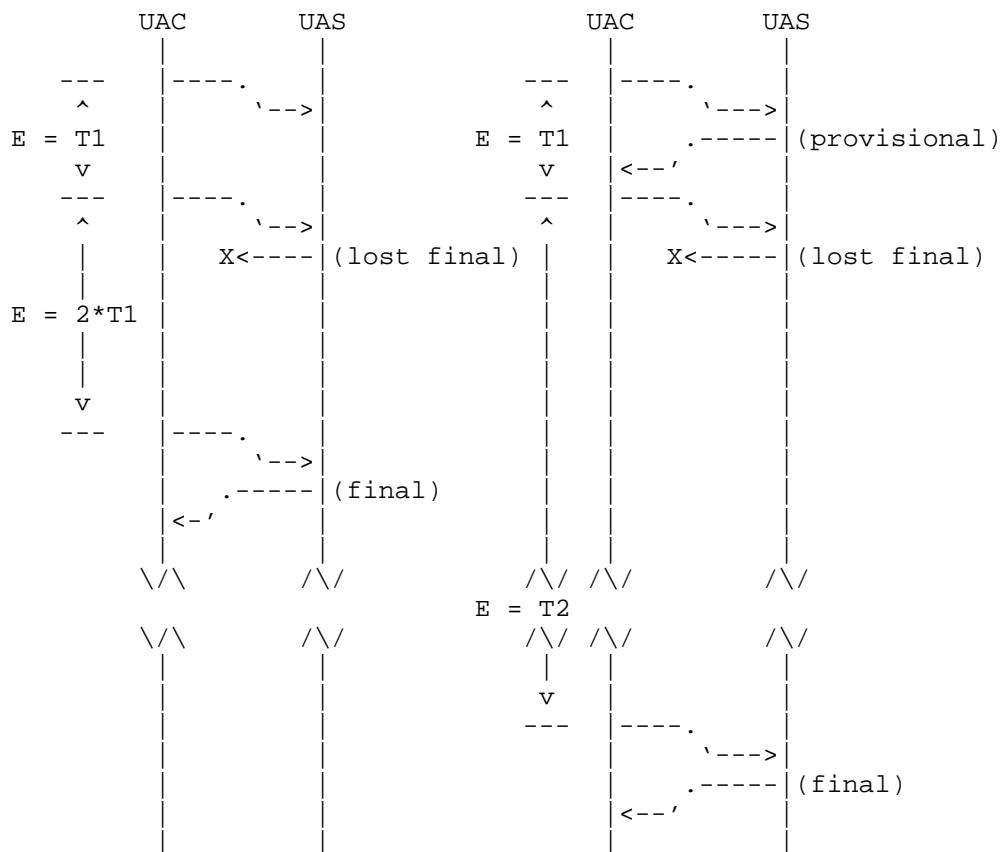 UAC UAS UAC UAS
E = T1 E = T1 (provisional)
(lost final) (lost final)
E = 2*T1
(final)
E = T2
(final)